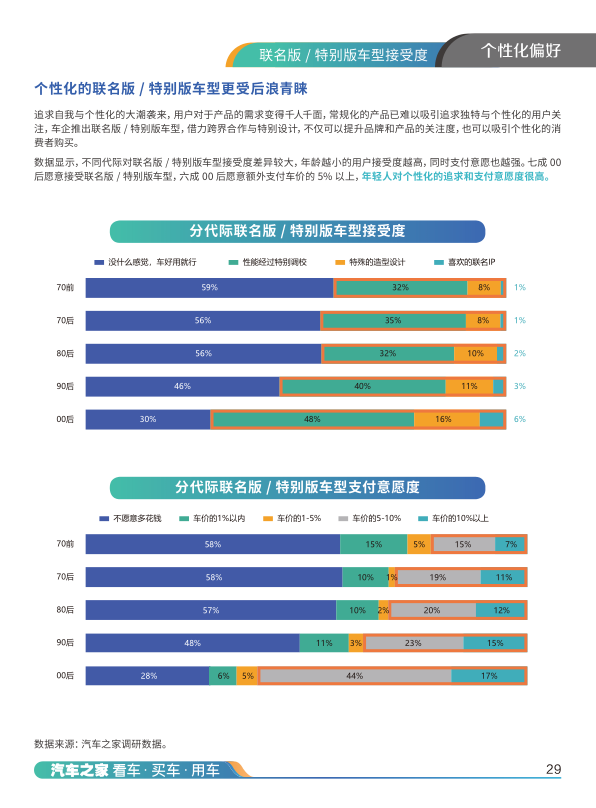 联名版 / 特别版车型接受度
个性化偏好
个性化的联名版 / 特别版车型更受后浪青睐
追求自我与个性化的大潮袭来，用户对于产品的需求变得千人千面，常规化的产品已难以吸引追求独特与个性化的用户关
注，车企推出联名版 / 特别版车型，借力跨界合作与特别设计，不仅可以提升品牌和产品的关注度，也可以吸引个性化的消
费者购买。
数据显示，不同代际对联名版 / 特别版车型接受度差异较大，年龄越小的用户接受度越高，同时支付意愿也越强。七成 00
后愿意接受联名版 / 特别版车型，六成 00 后愿意额外支付车价的 5% 以上，年轻人对个性化的追求和支付意愿度很高。
分代际联名版 / 特别版车型接受度
没什么感觉，车好用就行 性能经过特别调校 特殊的造型设计 喜欢的联名IP
70前 59% 32% 8% 1%
70后 56% 35% 8% 1%
80后 56% 32% 10% 2%
90后 46% 40% 11% 3%
00后 30% 48% 16% 6%
分代际联名版 / 特别版车型支付意愿度
不愿意多花钱 车价的1%以内 车价的1-5% 车价的5-10% 车价的10%以上
70前 58% 15% 5% 15% 7%
70后 58% 10% 1% 19% 11%
80后 57% 10% 2% 20% 12%
90后 48% 11% 3% 23% 15%
00后 28% 6% 5% 44% 17%
数据来源：汽车之家调研数据。
汽车之家 看车 · 买车 · 用车
29